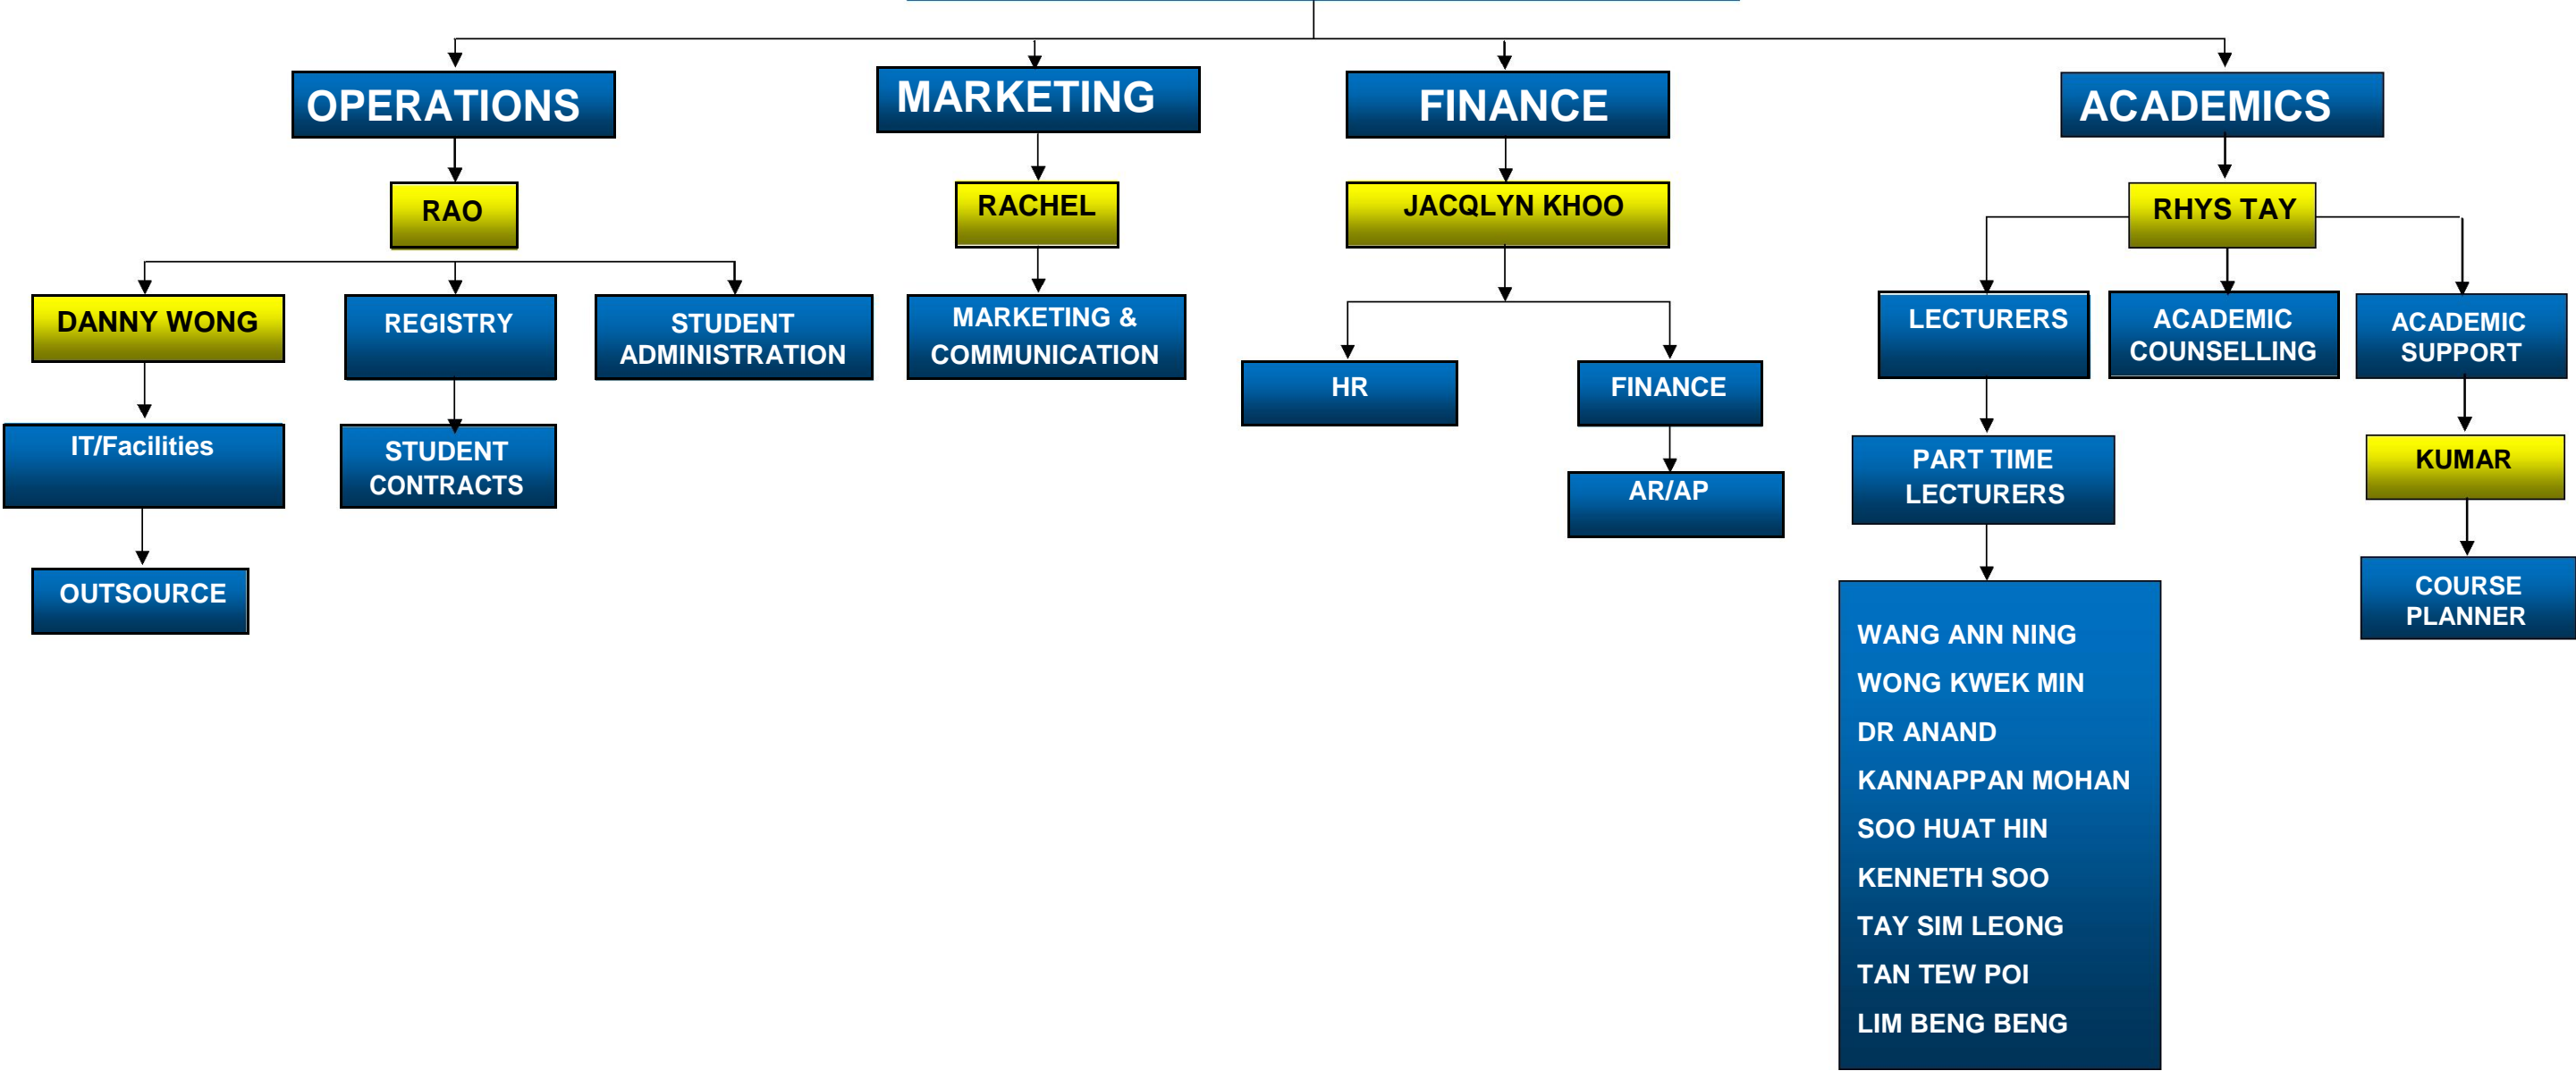 OPERATIONS
MARKETING
FINANCE
ACADEMICS
RAO
RACHEL
JACQLYN KHOO
RHYS TAY
DANNY WONG
REGISTRY
STUDENT
ADMINISTRATION
MARKETING &
COMMUNICATION
HR
FINANCE
LECTURERS
ACADEMIC
COUNSELLING
ACADEMIC
SUPPORT
IT/Facilities
STUDENT
CONTRACTS
AR/AP
PART TIME
LECTURERS
KUMAR
OUTSOURCE
COURSE
PLANNER
WANG ANN NING
WONG KWEK MIN
DR ANAND
KANNAPPAN MOHAN
SOO HUAT HIN
KENNETH SOO
TAY SIM LEONG
TAN TEW POI
LIM BENG BENG